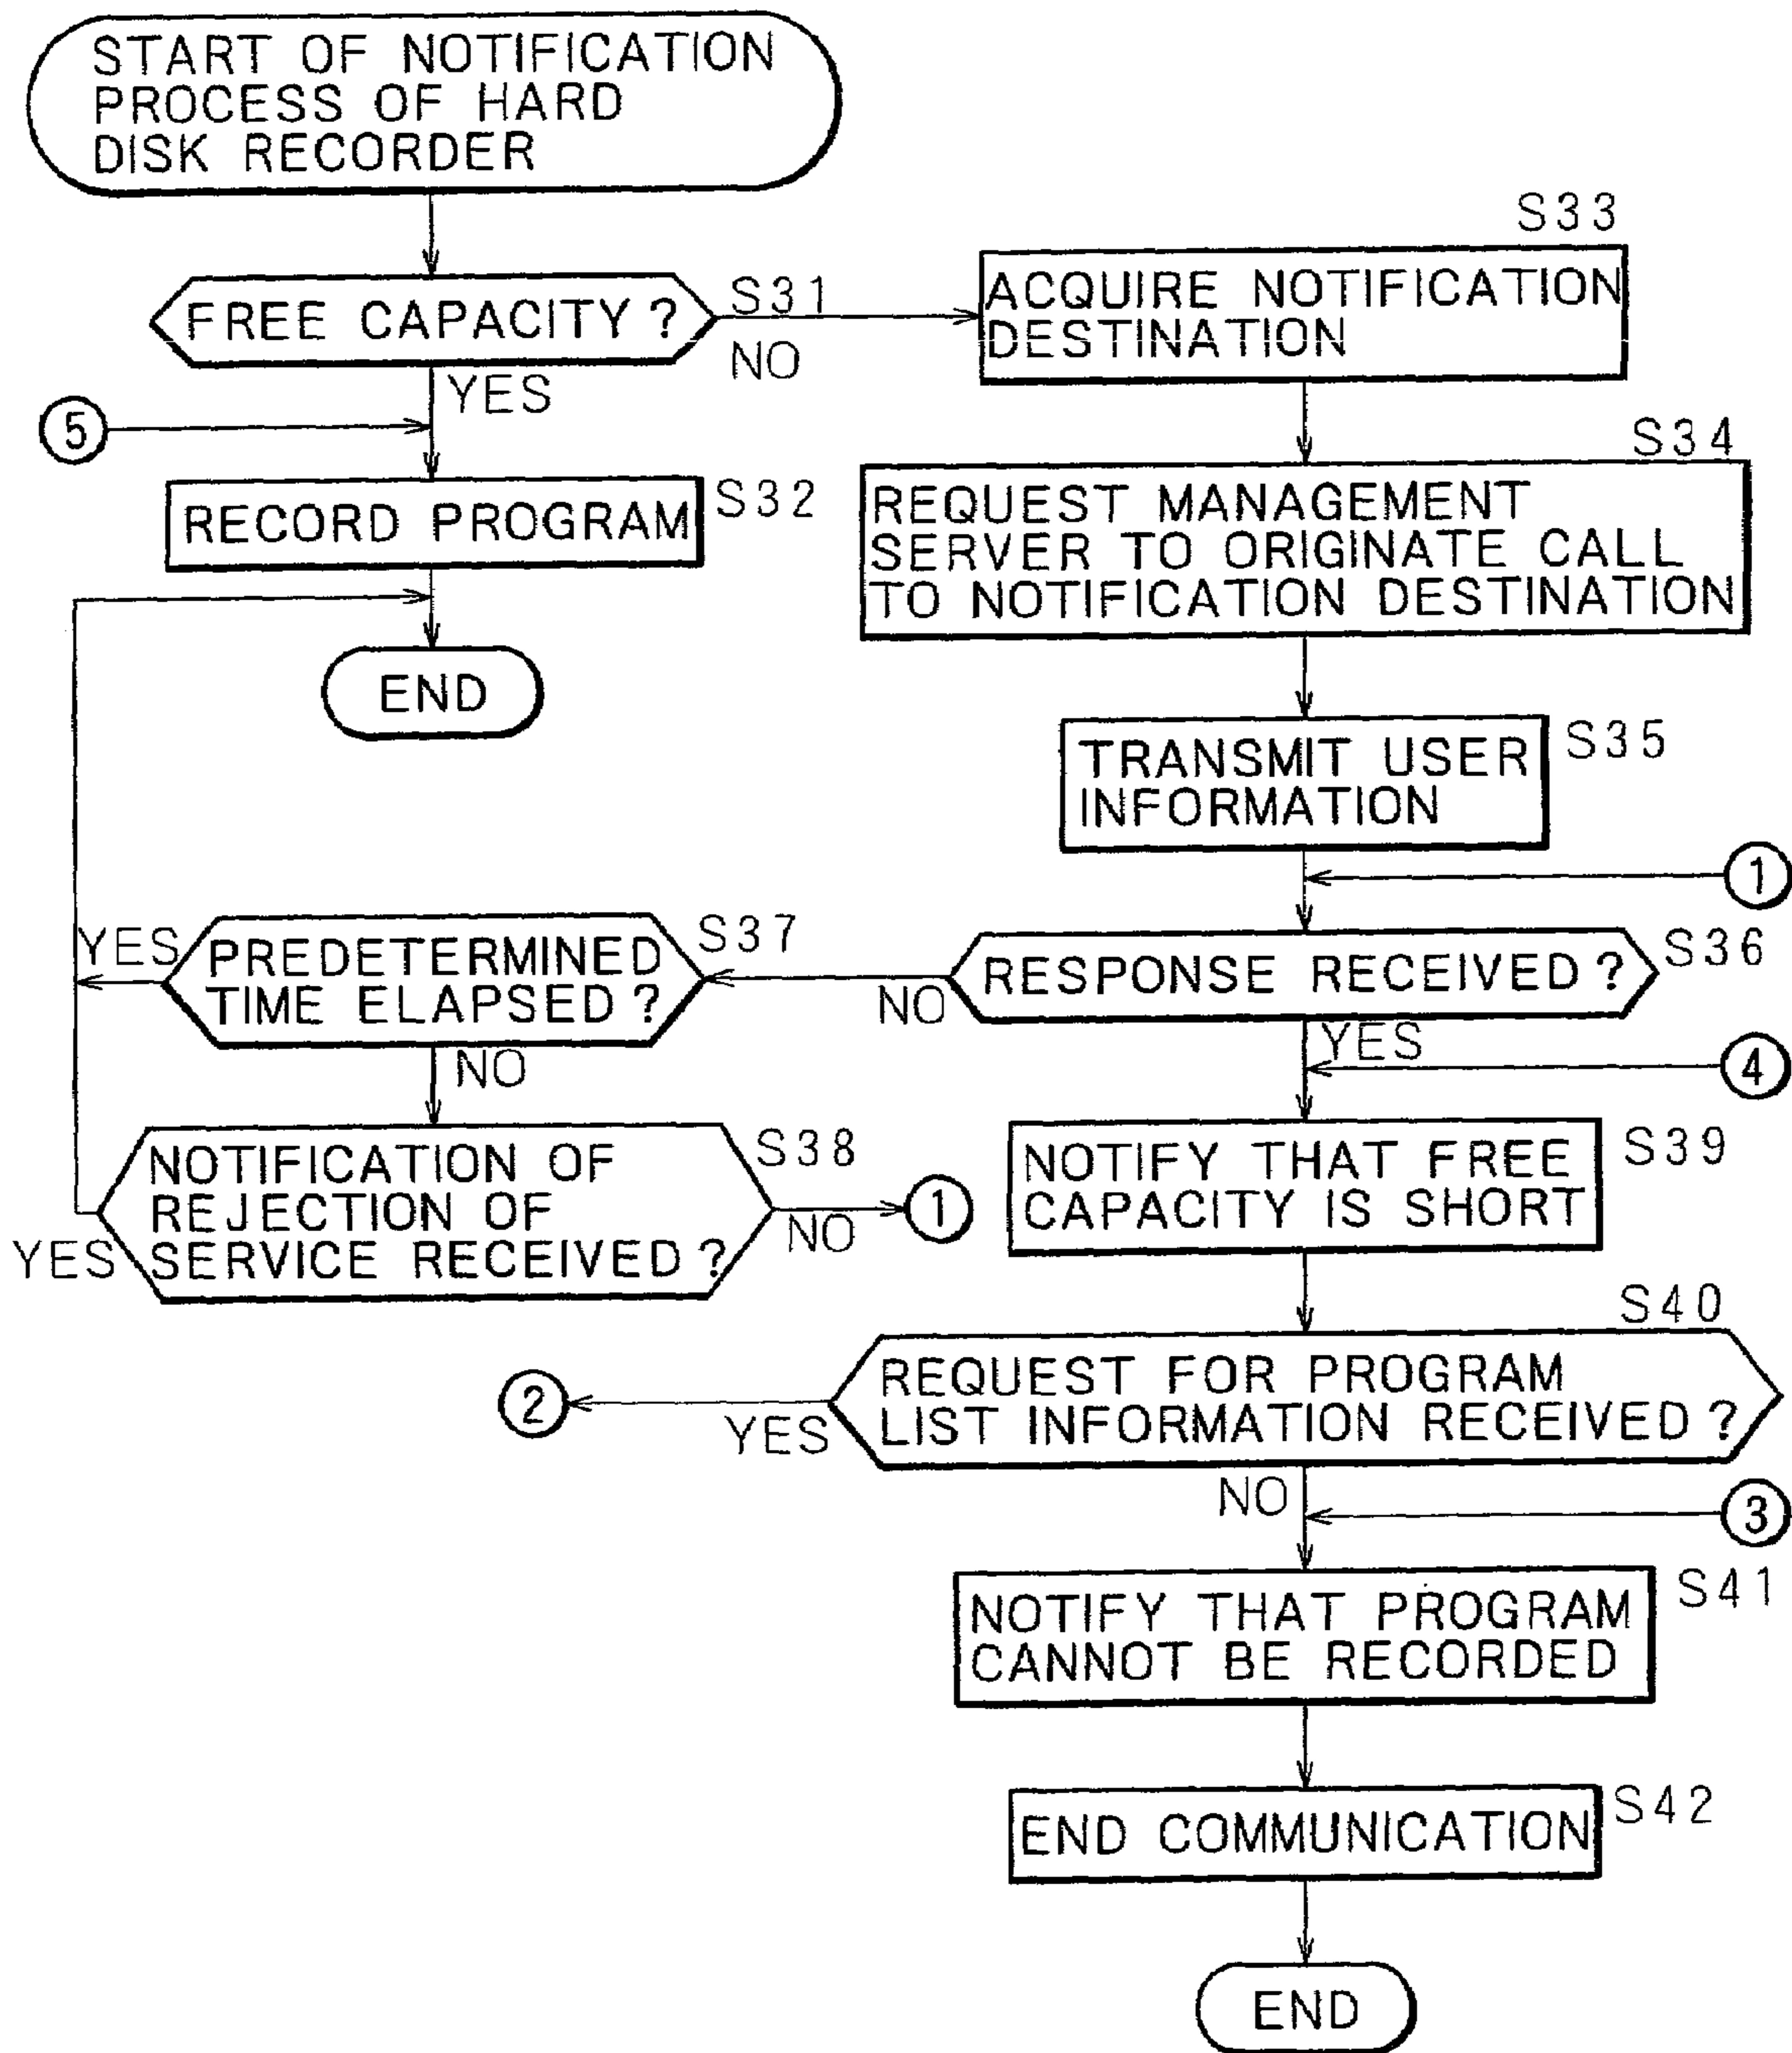 START OF NOTIFICATION
PROCESS OF HARD
DISK RECORDER
S33
FREE CAPACITY?
S31
NO
ACQUIRE NOTIFICATION
DESTINATION
YES
5
S34
RECORD PROGRAM
S32
REQUEST MANAGEMENT
SERVER TO ORIGINATE CALL
TO NOTIFICATION DESTINATION
END
TRANSMIT USER
INFORMATION
S35
1
YES
PREDETERMINED
TIME ELAPSED?
S37
NO
RESPONSE RECEIVED?
S36
YES
4
NO
NOTIFICATION OF
REJECTION OF
SERVICE RECEIVED?
S38
YES
NO
1
NOTIFY THAT FREE
CAPACITY IS SHORT
S39
S40
2
YES
REQUEST FOR PROGRAM
LIST INFORMATION RECEIVED?
NO
3
NOTIFY THAT PROGRAM
CANNOT BE RECORDED
S41
END COMMUNICATION
S42
END